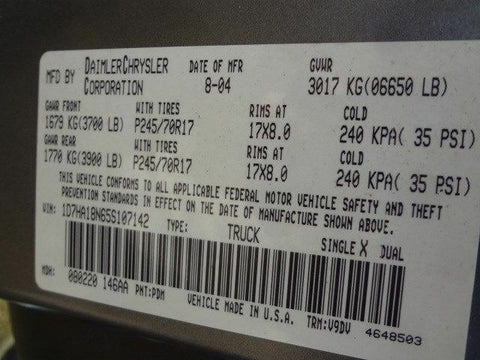 MFD BY DAIMLERCHRYSLER CORPORATION DATE OF MFR 8-04 GVWR 3017 KG(06650 LB)
GAWR FRONT WITH TIRES RIMS AT COLD
1679 KG(3700 LB) P245/70R17 17X8.0 240 KPA( 35 PSI)
GAWR REAR WITH TIRES RIMS AT COLD
1770 KG(3900 LB) P245/70R17 17X8.0 240 KPA( 35 PSI)
THIS VEHICLE CONFORMS TO ALL APPLICABLE FEDERAL MOTOR VEHICLE SAFETY AND THEFT
PREVENTION STANDARDS IN EFFECT ON THE DATE OF MANUFACTURE SHOWN ABOVE.
VIN: 1D7HA18N65S107142 TYPE: TRUCK SINGLE X DUAL
MDH: 080220 146AA PNT:PDM VEHICLE MADE IN U.S.A. TRM:V9DV 4648503